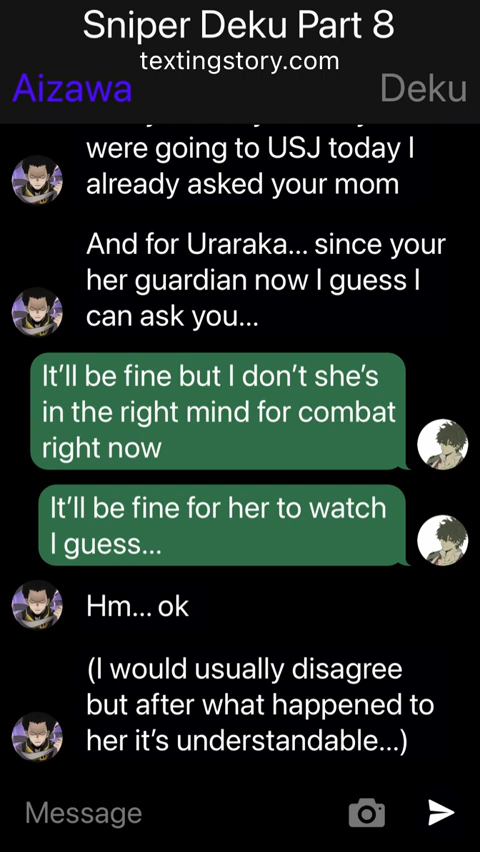 Sniper Deku Part 8
textingstory.com
Aizawa
Deku
were going to USJ today I
already asked your mom
And for Uraraka... since your
her guardian now I guess I
can ask you...
It'll be fine but I don't she's
in the right mind for combat
right now
It'll be fine for her to watch
I guess...
Hm... ok
(I would usually disagree
but after what happened to
her it's understandable...)
Message